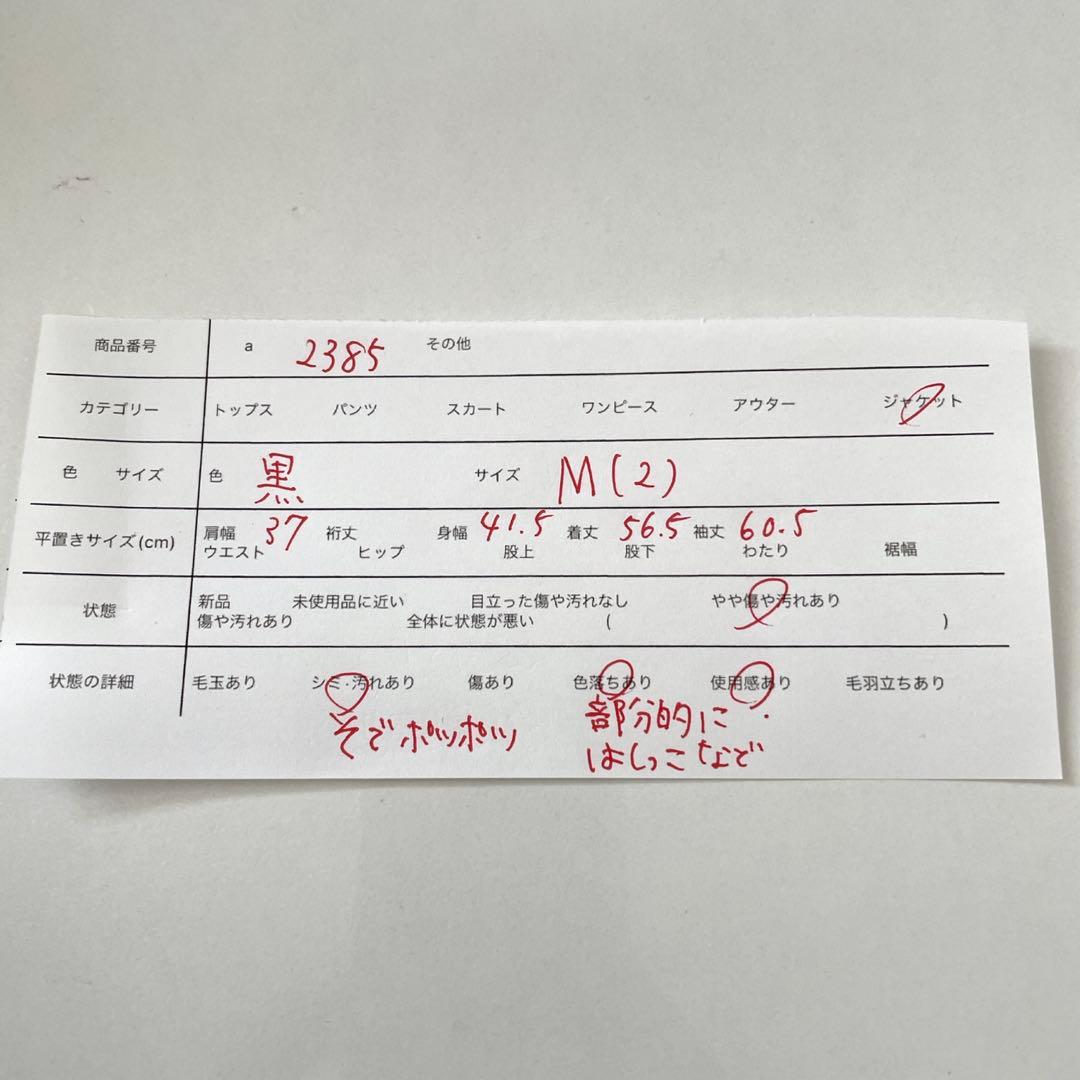 商品番号 a 2385 その他
カテゴリー トップス パンツ スカート ワンピース アウター ジャケット
色 サイズ 色 黒 サイズ M(2)
平置きサイズ(cm) 肩幅 37 裄丈 身幅 41.5 着丈 56.5 袖丈 60.5
ウエスト ヒップ 股上 股下 わたり 裾幅
状態 新品 未使用品に近い 目立った傷や汚れなし やや傷や汚れあり
傷や汚れあり 全体に状態が悪い ( )
状態の詳細 毛玉あり シミ・汚れあり 傷あり 色落ちあり 使用感あり 毛羽立ちあり
そでポツポツ 部分的に
はしっこなど